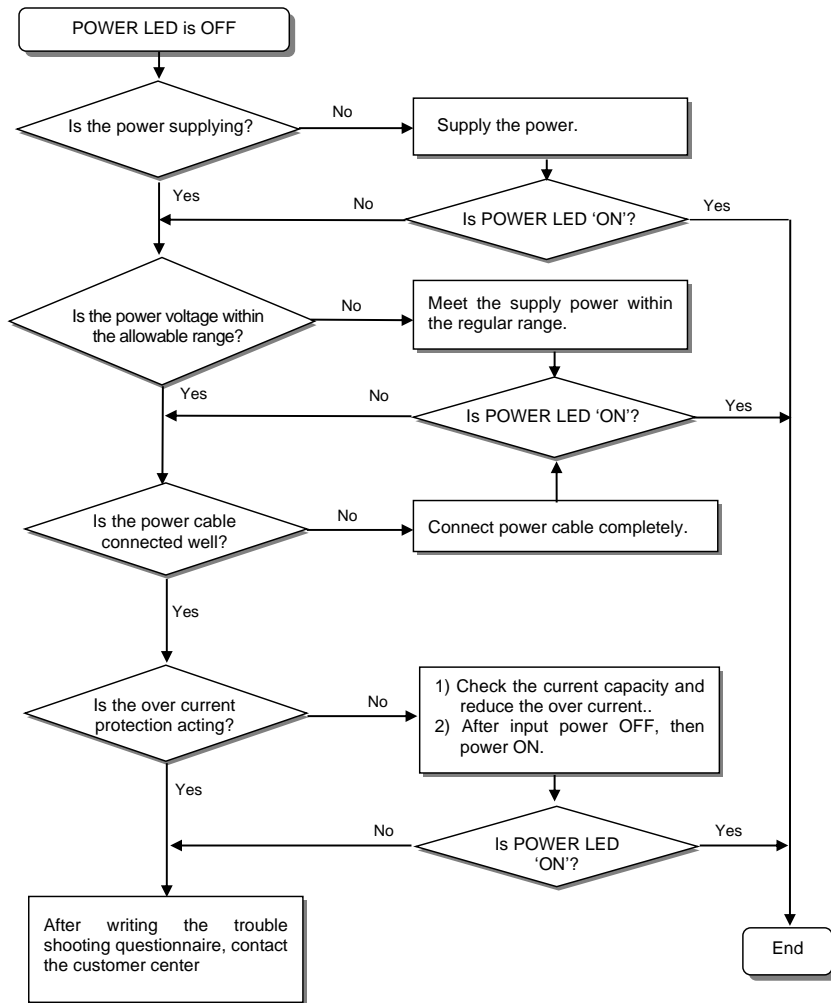 POWER LED is OFF
Is the power supplying?
No
Supply the power.
Yes
No
Is POWER LED ‘ON’?
Yes
Is the power voltage within
the allowable range?
No
Meet the supply power within
the regular range.
Yes
No
Is POWER LED ‘ON’?
Yes
Is the power cable
connected well?
No
Connect power cable completely.
Yes
Is the over current
protection acting?
No
1) Check the current capacity and
reduce the over current..
2) After input power OFF, then
power ON.
Yes
No
Is POWER LED
‘ON’?
Yes
After writing the trouble
shooting questionnaire, contact
the customer center
End